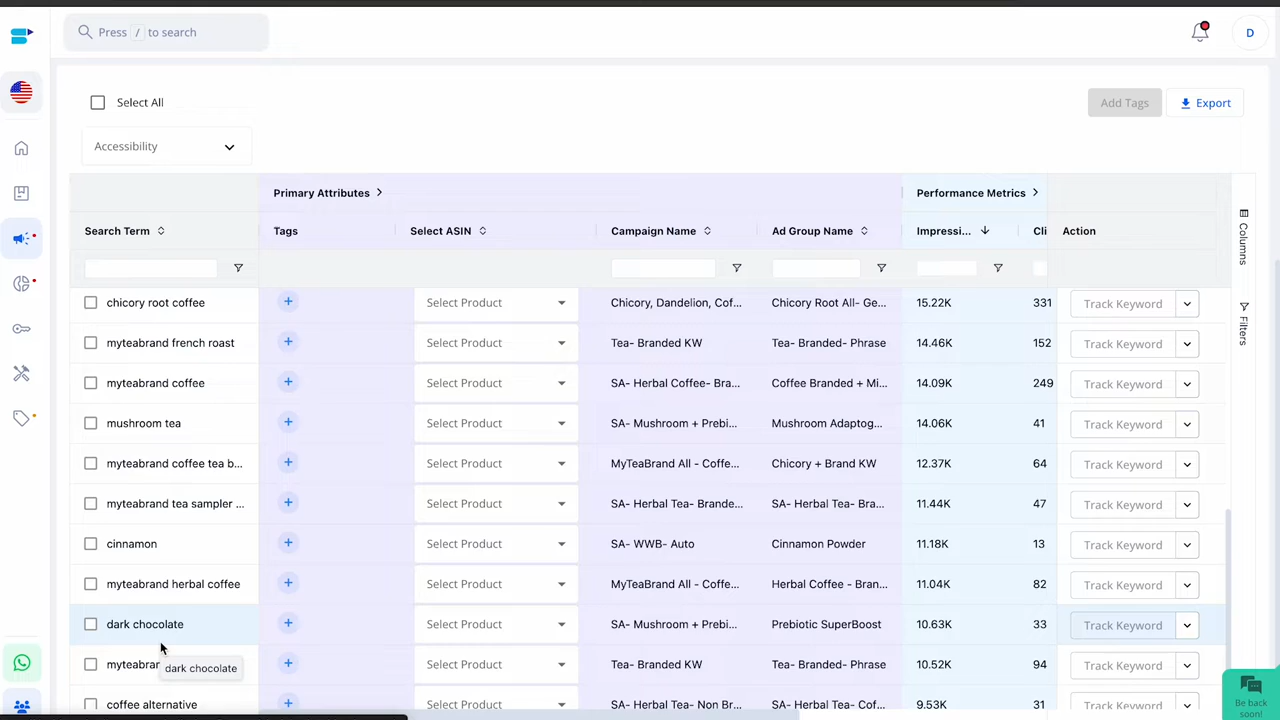 Press / to search
D
Select All
Add Tags
Export
Accessibility
Primary Attributes
Performance Metrics
Search Term
Tags
Select ASIN
Campaign Name
Ad Group Name
Impressi...
Cli
Action
Columns
Filters
chicory root coffee + Select Product Chicory, Dandelion, Cof... Chicory Root All- Ge... 15.22K 331 Track Keyword
myteabrand french roast + Select Product Tea- Branded KW Tea- Branded- Phrase 14.46K 152 Track Keyword
myteabrand coffee + Select Product SA- Herbal Coffee- Bra... Coffee Branded + Mi... 14.09K 249 Track Keyword
mushroom tea + Select Product SA- Mushroom + Prebi... Mushroom Adaptog... 14.06K 41 Track Keyword
myteabrand coffee tea b... + Select Product MyTeaBrand All - Coffe... Chicory + Brand KW 12.37K 64 Track Keyword
myteabrand tea sampler ... + Select Product SA- Herbal Tea- Brande... SA- Herbal Tea- Bra... 11.44K 47 Track Keyword
cinnamon + Select Product SA- WWB- Auto Cinnamon Powder 11.18K 13 Track Keyword
myteabrand herbal coffee + Select Product MyTeaBrand All - Coffe... Herbal Coffee - Bran... 11.04K 82 Track Keyword
dark chocolate + Select Product SA- Mushroom + Prebi... Prebiotic SuperBoost 10.63K 33 Track Keyword
myteabran + Select Product Tea- Branded KW Tea- Branded- Phrase 10.52K 94 Track Keyword
dark chocolate
coffee alternative + Select Product SA- Herbal Tea- Non Br... SA- Herbal Tea- Cof... 9.53K 31 Track Keyword
Be back
soon!